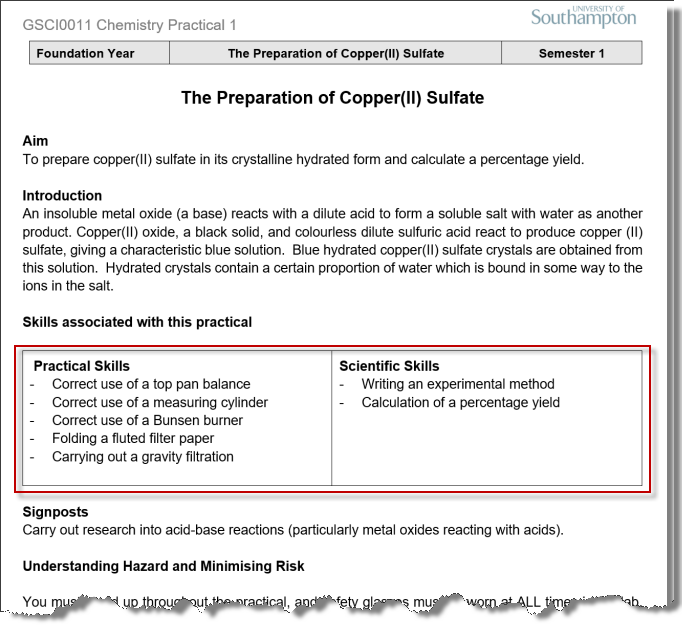 GSCI0011 Chemistry Practical 1
UNIVERSITY OF
Southampton
Foundation Year
The Preparation of Copper(II) Sulfate
Semester 1
The Preparation of Copper(II) Sulfate
Aim
To prepare copper(II) sulfate in its crystalline hydrated form and calculate a percentage yield.
Introduction
An insoluble metal oxide (a base) reacts with a dilute acid to form a soluble salt with water as another
product. Copper(II) oxide, a black solid, and colourless dilute sulfuric acid react to produce copper (II)
sulfate, giving a characteristic blue solution. Blue hydrated copper(II) sulfate crystals are obtained from
this solution. Hydrated crystals contain a certain proportion of water which is bound in some way to the
ions in the salt.
Skills associated with this practical
Practical Skills
- Correct use of a top pan balance
- Correct use of a measuring cylinder
- Correct use of a Bunsen burner
- Folding a fluted filter paper
- Carrying out a gravity filtration
Scientific Skills
- Writing an experimental method
- Calculation of a percentage yield
Signposts
Carry out research into acid-base reactions (particularly metal oxides reacting with acids).
Understanding Hazard and Minimising Risk
You up throughout the practical, and worn at ALL